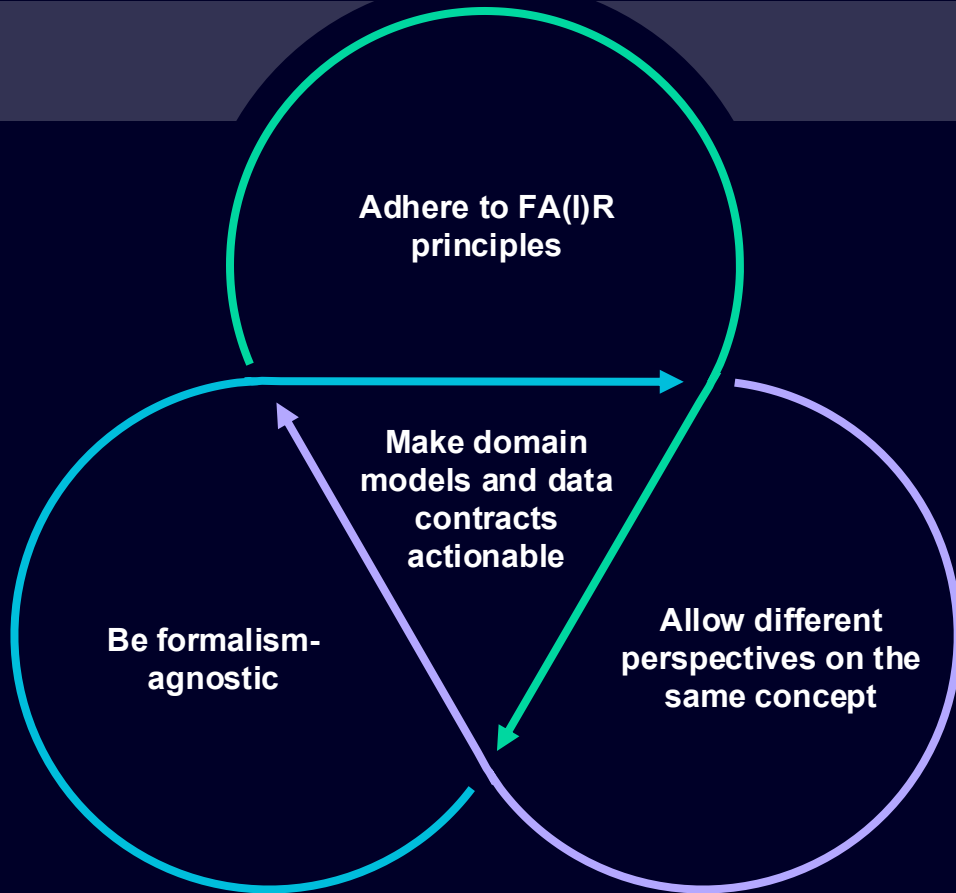 Adhere to FA(I)R
principles
Make domain
models and data
contracts
actionable
Be formalism-
agnostic
Allow different
perspectives on the
same concept